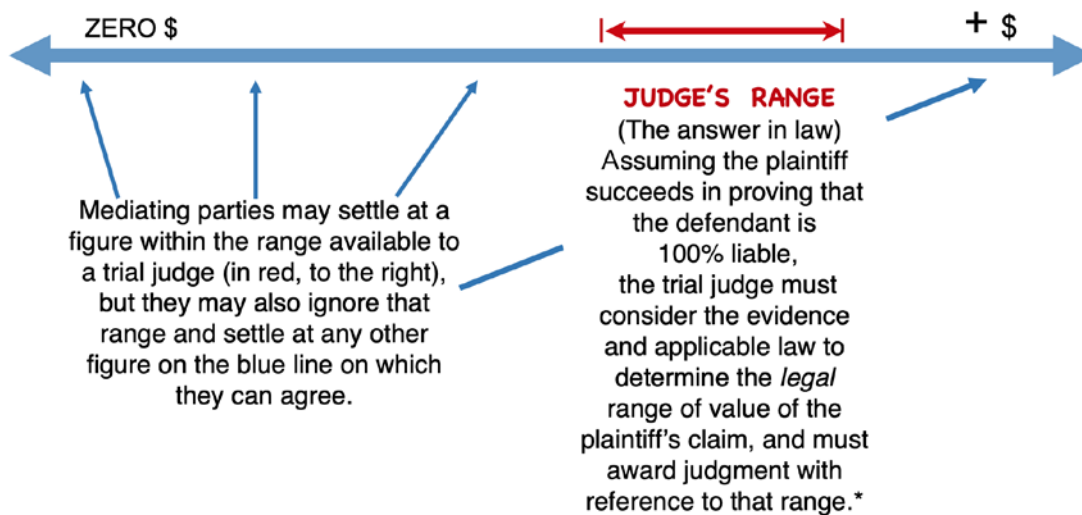 ZERO $
+ $
Mediating parties may settle at a
figure within the range available to
a trial judge (in red, to the right),
but they may also ignore that
range and settle at any other
figure on the blue line on which
they can agree.
JUDGE'S RANGE
(The answer in law)
Assuming the plaintiff
succeeds in proving that
the defendant is
100% liable,
the trial judge must
consider the evidence
and applicable law to
determine the legal
range of value of the
plaintiff's claim, and must
award judgment with
reference to that range.*